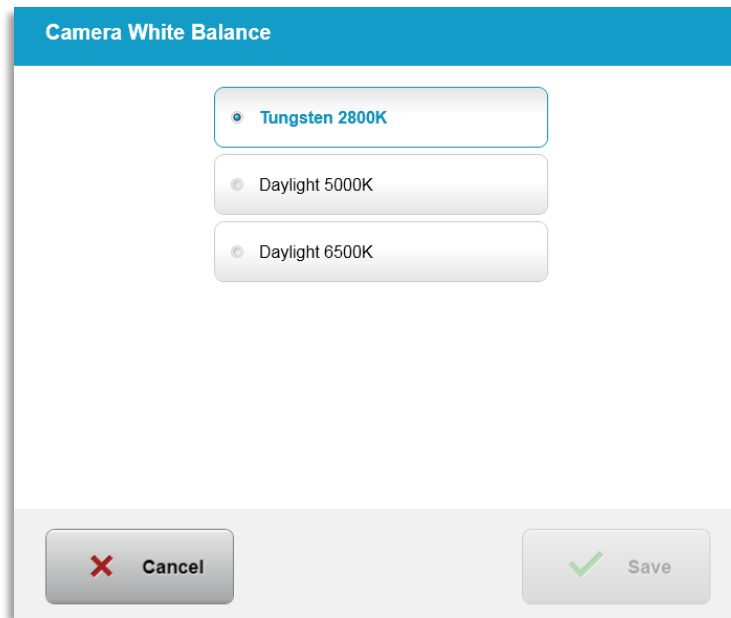 Camera White Balance
Tungsten 2800K
Daylight 5000K
Daylight 6500K
Cancel
Save